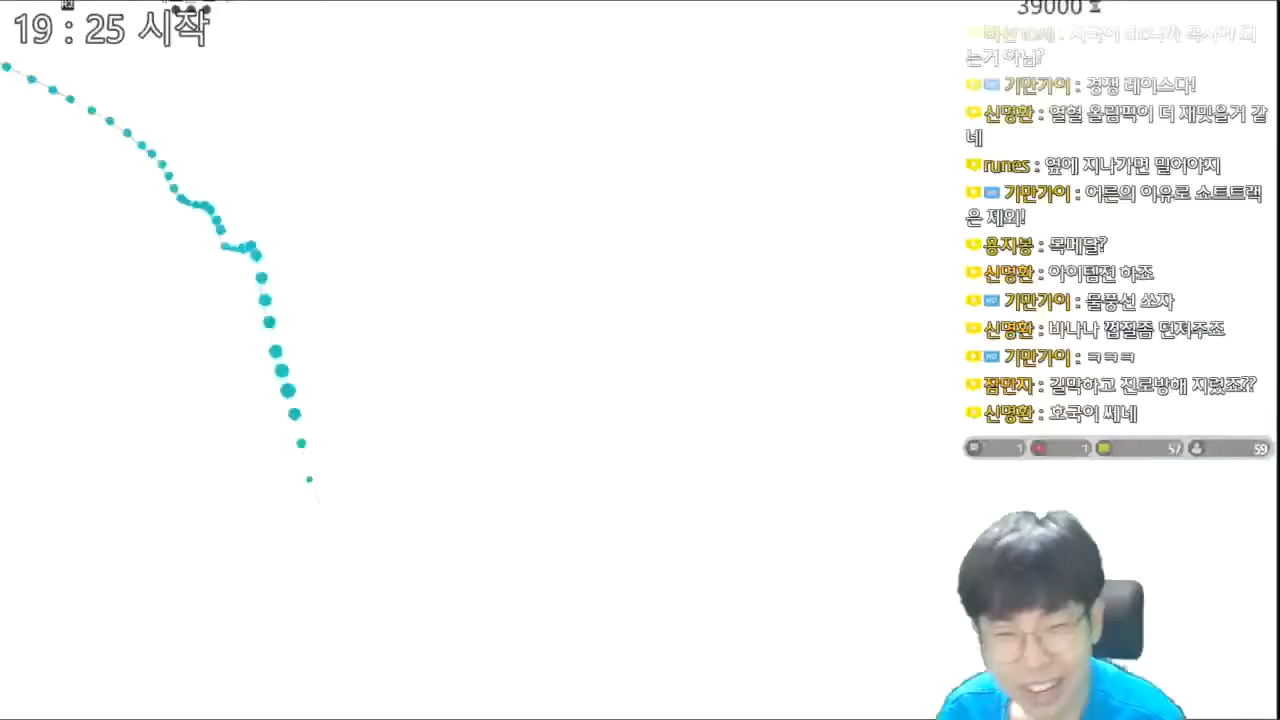 39000
19 : 25 시작
는거 아님?
기만가이 : 경쟁 레이스다!
신명환 : 열혈 올림픽이 더 재밋을거 같
네
runes : 옆에 지나가면 밀어야지
기만가이 : 어른의 이유로 쇼트트랙
은 제외!
홍지봉 : 목메달?
신명환 : 아이템전 하죠
기만가이 : 물풍선 쏘자
신명환 : 바나나 껍질좀 던져주죠
기만가이 : ㅋㅋㅋ
잠만자 : 길막하고 진로방해 지렸죠??
신명환 : 호국이 쎄네
1 1 57 59